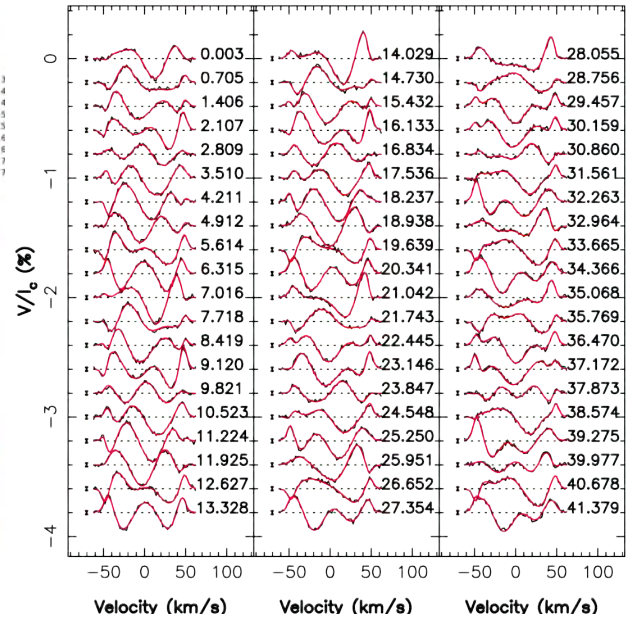 0.003 14.029 28.055
0.705 14.730 28.756
1.406 15.432 29.457
2.107 16.133 30.159
2.809 16.834 30.860
3.510 17.536 31.561
4.211 18.237 32.263
4.912 18.938 32.964
5.614 19.639 33.665
6.315 20.341 34.366
7.016 21.042 35.068
7.718 21.743 35.769
8.419 22.445 36.470
9.120 23.146 37.172
9.821 23.847 37.873
10.523 24.548 38.574
11.224 25.250 39.275
11.925 25.951 39.977
12.627 26.652 40.678
13.328 27.354 41.379
0
−1
−2
−3
−4
V/Ic (%)
−50 0 50 100 −50 0 50 100 −50 0 50 100
Velocity (km/s) Velocity (km/s) Velocity (km/s)